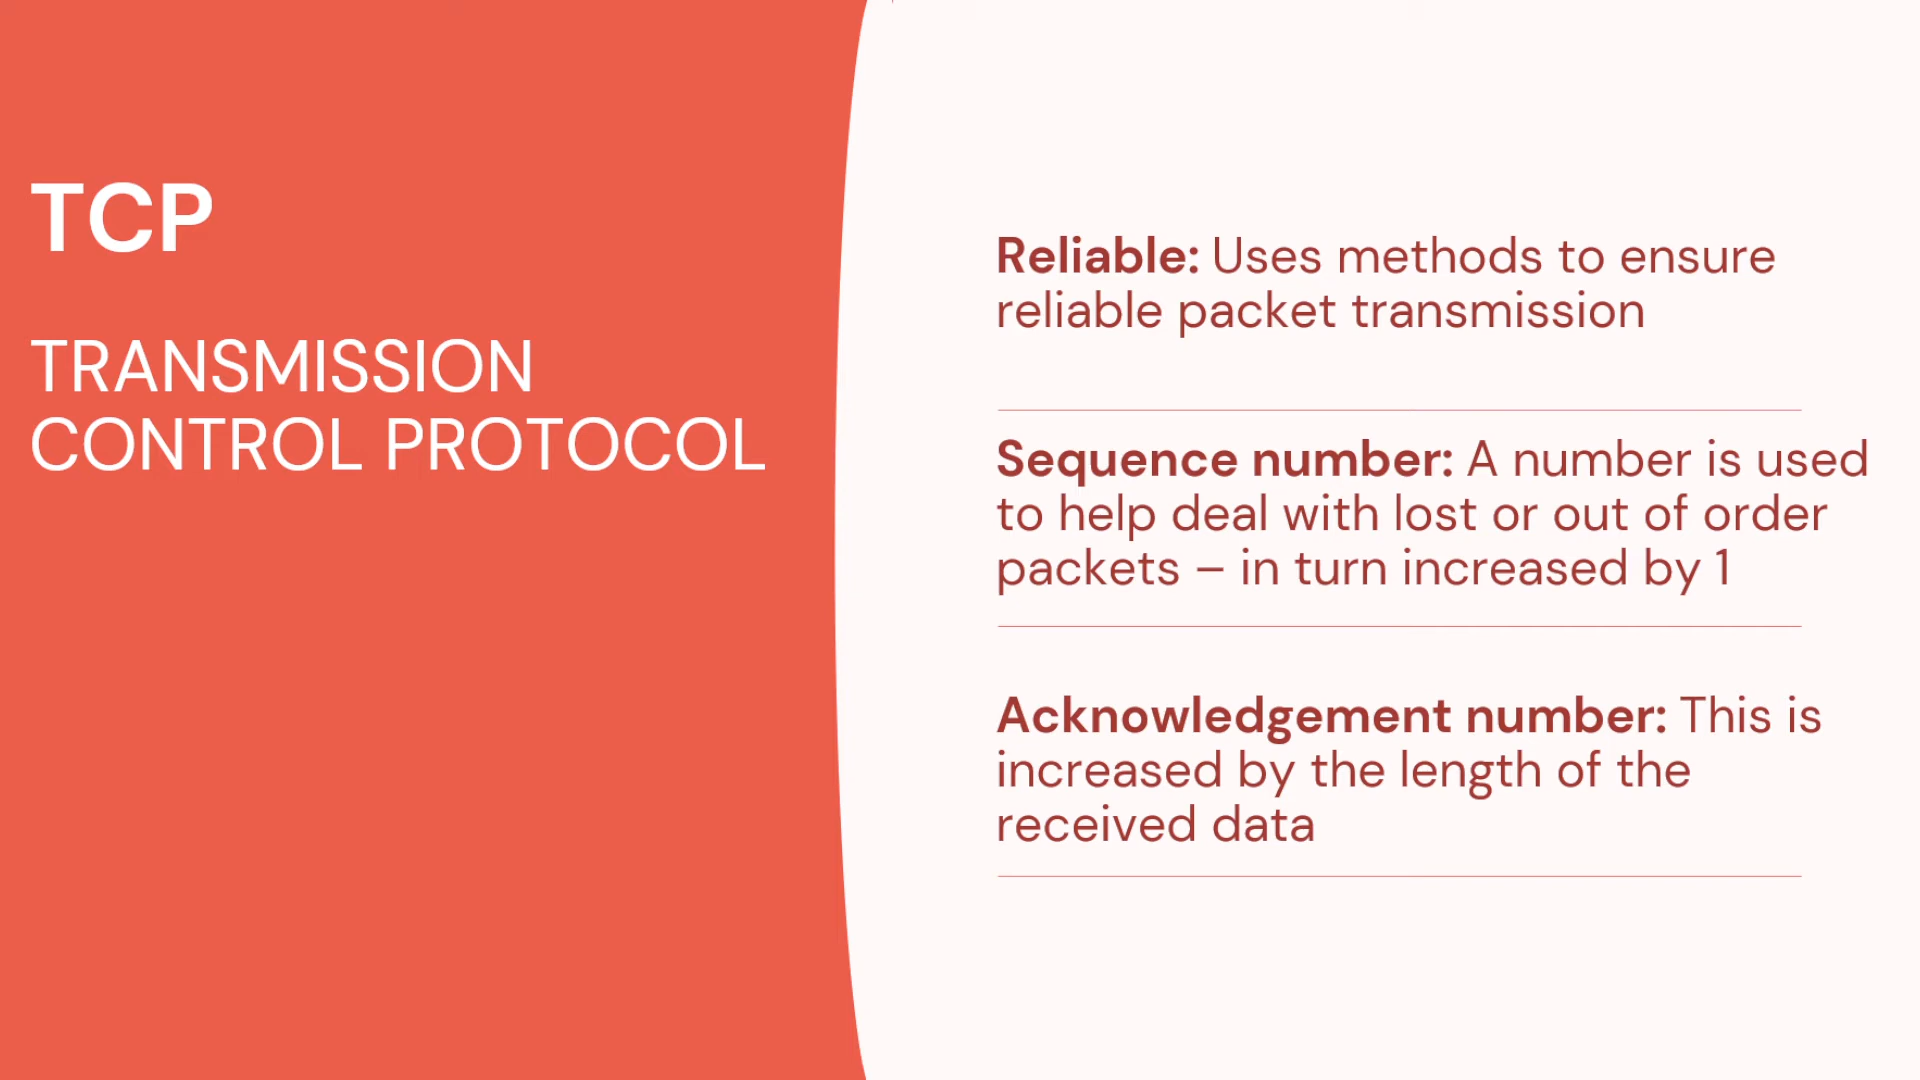 TCP
TRANSMISSION
CONTROL PROTOCOL
Reliable: Uses methods to ensure
reliable packet transmission
Sequence number: A number is used
to help deal with lost or out of order
packets – in turn increased by 1
Acknowledgement number: This is
increased by the length of the
received data